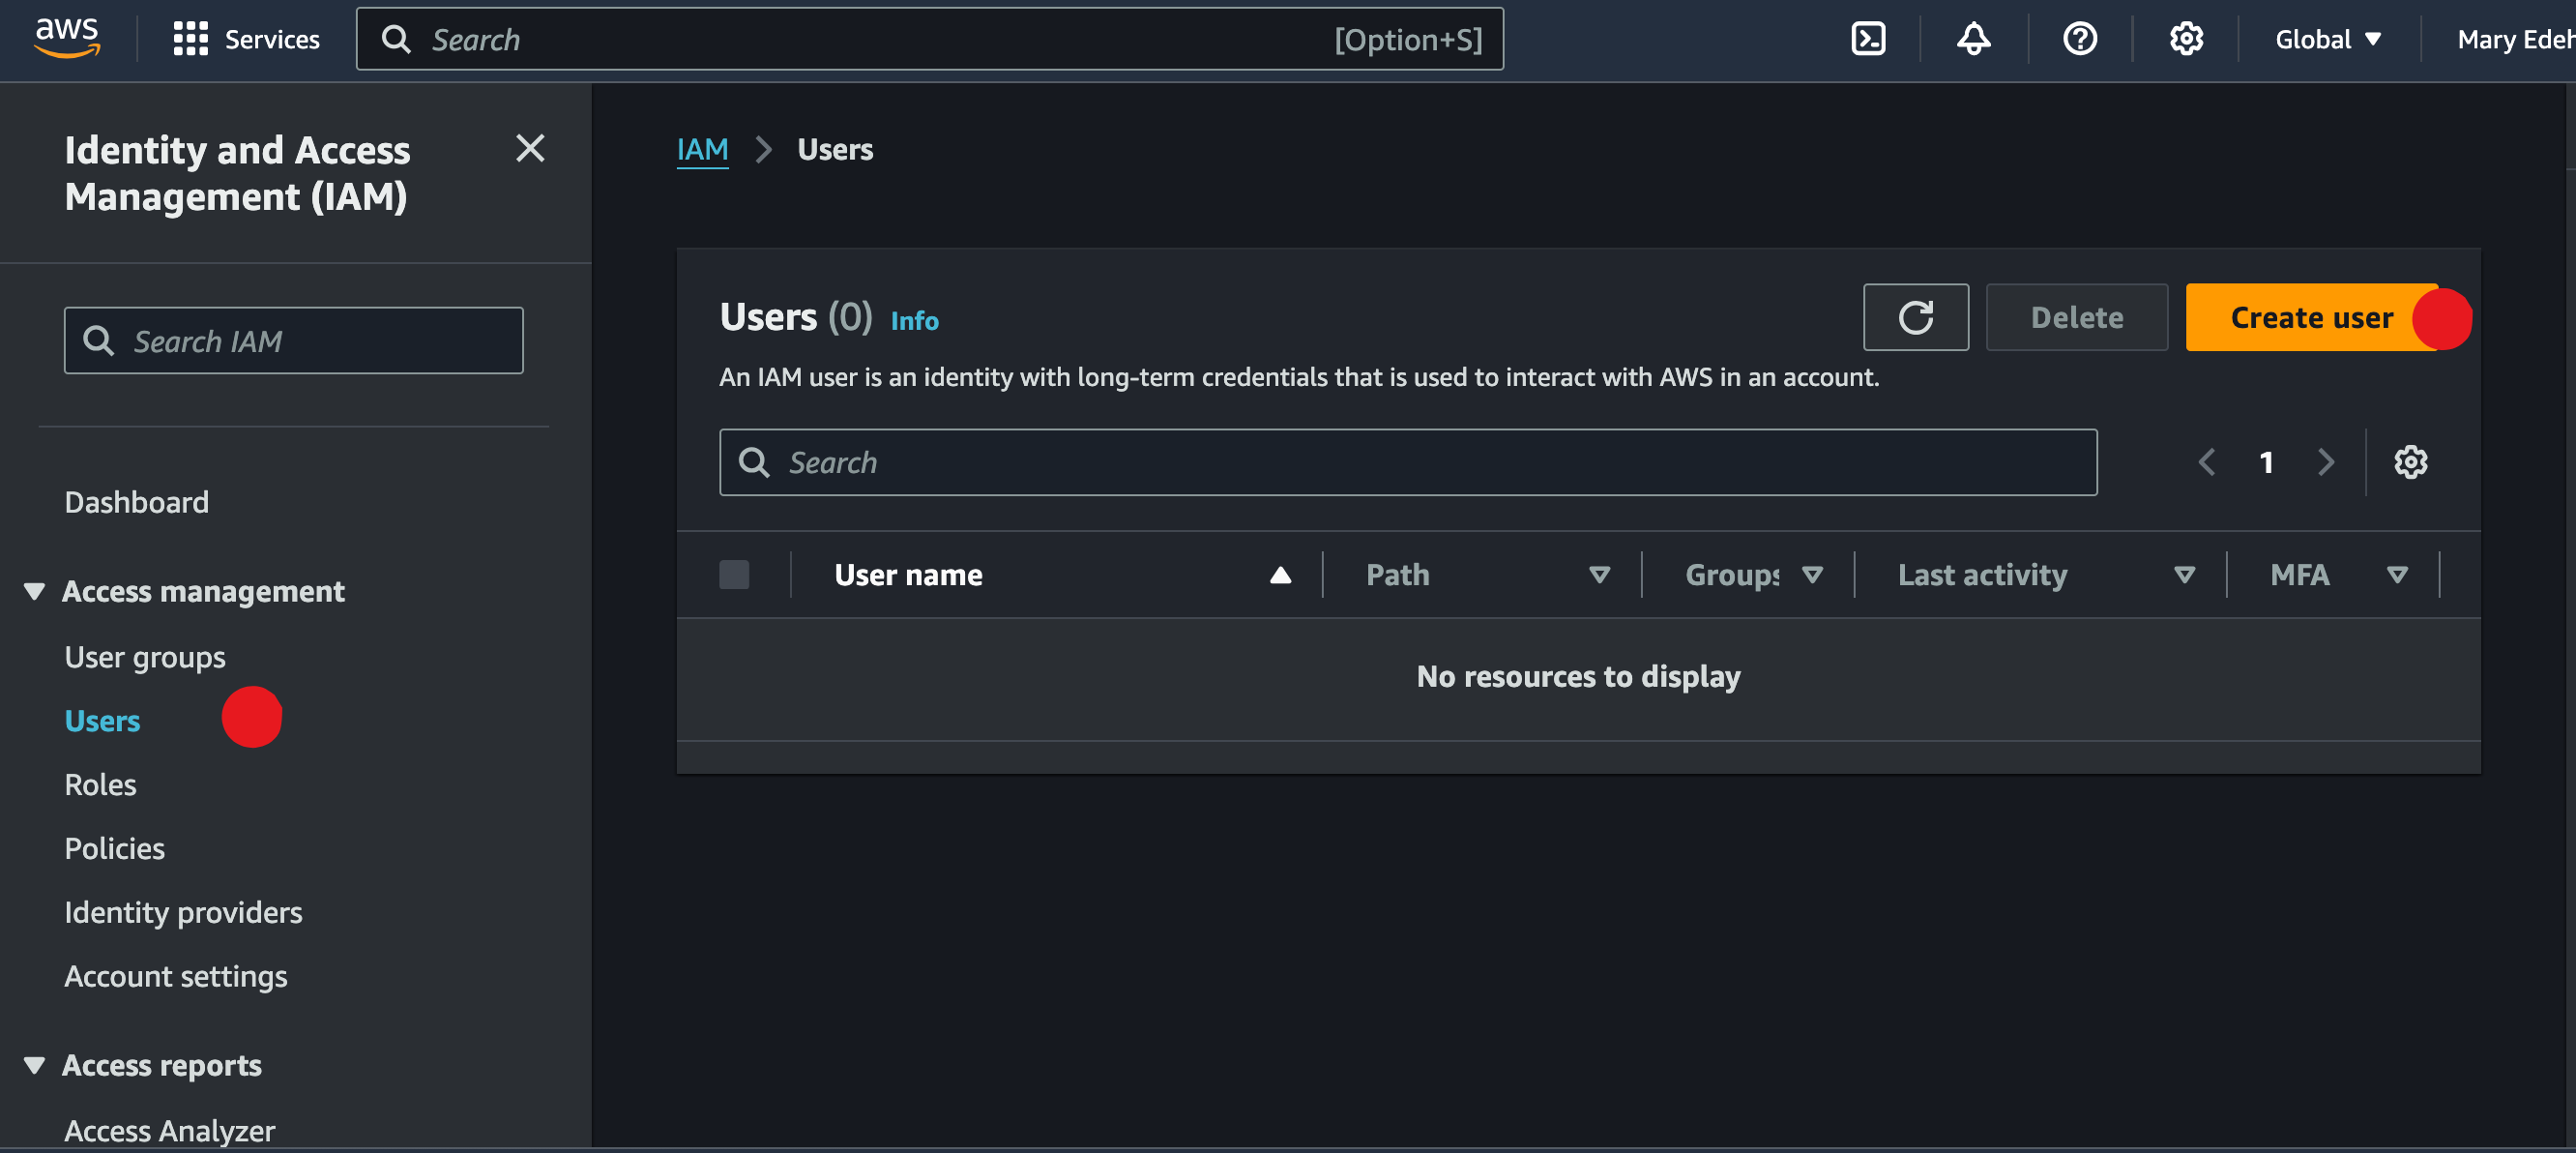 aws
Services
Search
[Option+S]
Global
Mary Edeh
Identity and Access
Management (IAM)
Search IAM
Dashboard
Access management
User groups
Users
Roles
Policies
Identity providers
Account settings
Access reports
Access Analyzer
IAM
Users
Users (0) Info
Delete
Create user
An IAM user is an identity with long-term credentials that is used to interact with AWS in an account.
Search
1
User name
Path
Groups
Last activity
MFA
No resources to display